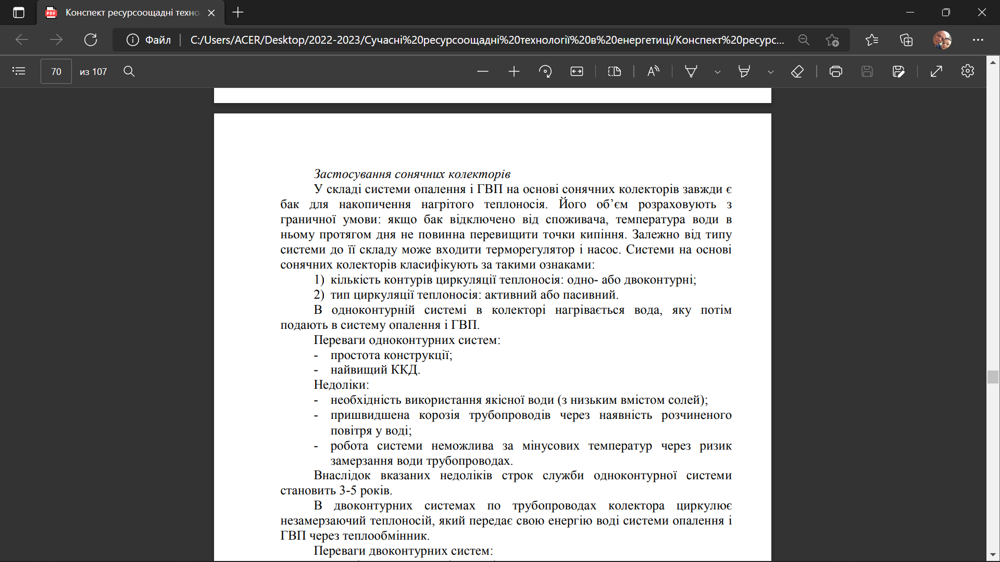 Конспект ресурсоощадні техно
Файл
C:/Users/ACER/Desktop/2022-2023/Сучасні%20ресурсоощадні%20технології%20в%20енергетиці/Конспект%20ресурс...
70 из 107
Застосування сонячних колекторів
У складі системи опалення і ГВП на основі сонячних колекторів завжди є
бак для накопичення нагрітого теплоносія. Його об’єм розраховують з
граничної умови: якщо бак відключено від споживача, температура води в
ньому протягом дня не повинна перевищити точки кипіння. Залежно від типу
системи до її складу може входити терморегулятор і насос. Системи на основі
сонячних колекторів класифікують за такими ознаками:
1) кількість контурів циркуляції теплоносія: одно- або двоконтурні;
2) тип циркуляції теплоносія: активний або пасивний.
В одноконтурній системі в колекторі нагрівається вода, яку потім
подають в систему опалення і ГВП.
Переваги одноконтурних систем:
- простота конструкції;
- найвищий ККД.
Недоліки:
- необхідність використання якісної води (з низьким вмістом солей);
- пришвидшена корозія трубопроводів через наявність розчиненого
повітря у воді;
- робота системи неможлива за мінусових температур через ризик
замерзання води трубопроводах.
Внаслідок вказаних недоліків строк служби одноконтурної системи
становить 3-5 років.
В двоконтурних системах по трубопроводах колектора циркулює
незамерзаючий теплоносій, який передає свою енергію воді системи опалення і
ГВП через теплообмінник.
Переваги двоконтурних систем: